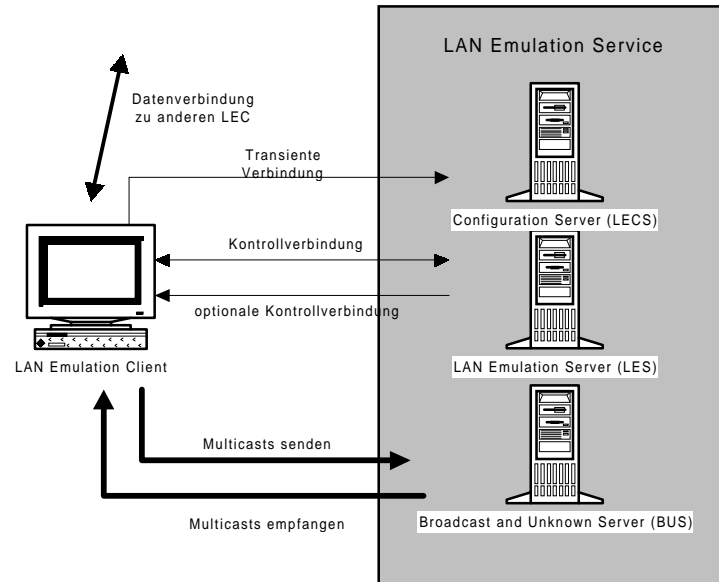 LAN Emulation Service
Datenverbindung
zu anderen LEC
Transiente
Verbindung
Configuration Server (LECS)
Kontrollverbindung
optionale Kontrollverbindung
LAN Emulation Client
LAN Emulation Server (LES)
Multicasts senden
Multicasts empfangen
Broadcast and Unknown Server (BUS)